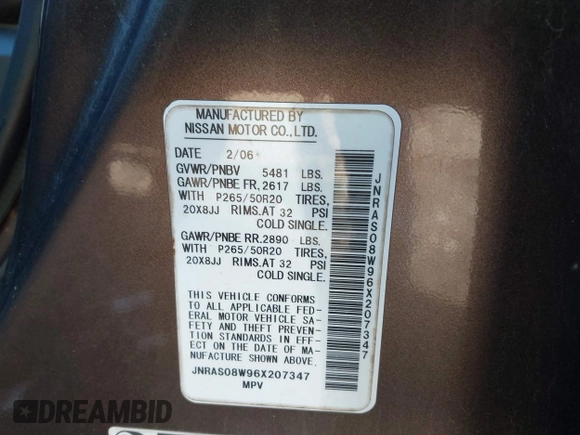 MANUFACTURED BY
NISSAN MOTOR CO., LTD.
DATE 2/06
GVWR/PNBV 5481 LBS.
GAWR/PNBE FR. 2617 LBS.
WITH P265/50R20 TIRES,
20X8JJ RIMS. AT 32 PSI
COLD SINGLE.
GAWR/PNBE RR. 2890 LBS.
WITH P265/50R20 TIRES,
20X8JJ RIMS. AT 32 PSI
COLD SINGLE.
THIS VEHICLE CONFORMS
TO ALL APPLICABLE FED-
ERAL MOTOR VEHICLE SA-
FETY AND THEFT PREVEN-
TION STANDARDS IN EFF-
ECT ON THE DATE OF MA-
NUFACTURE SHOWN ABOVE.
JNRAS08W96X207347
MPV
JNRAS08W96X207347
DREAMBID